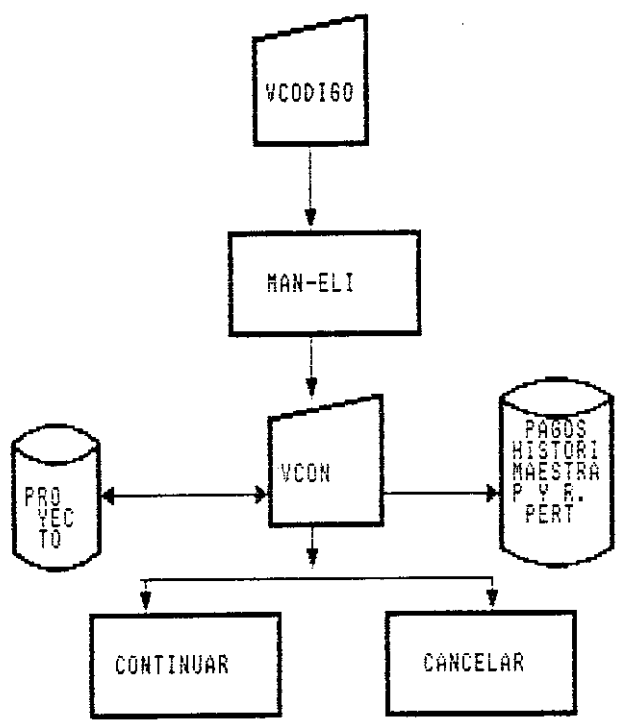 VCODIGO
MAN-ELI
VCON
PRO
YEC
TO
PAGOS
HISTORI
MAESTRA
P Y R.
PERT
CONTINUAR
CANCELAR